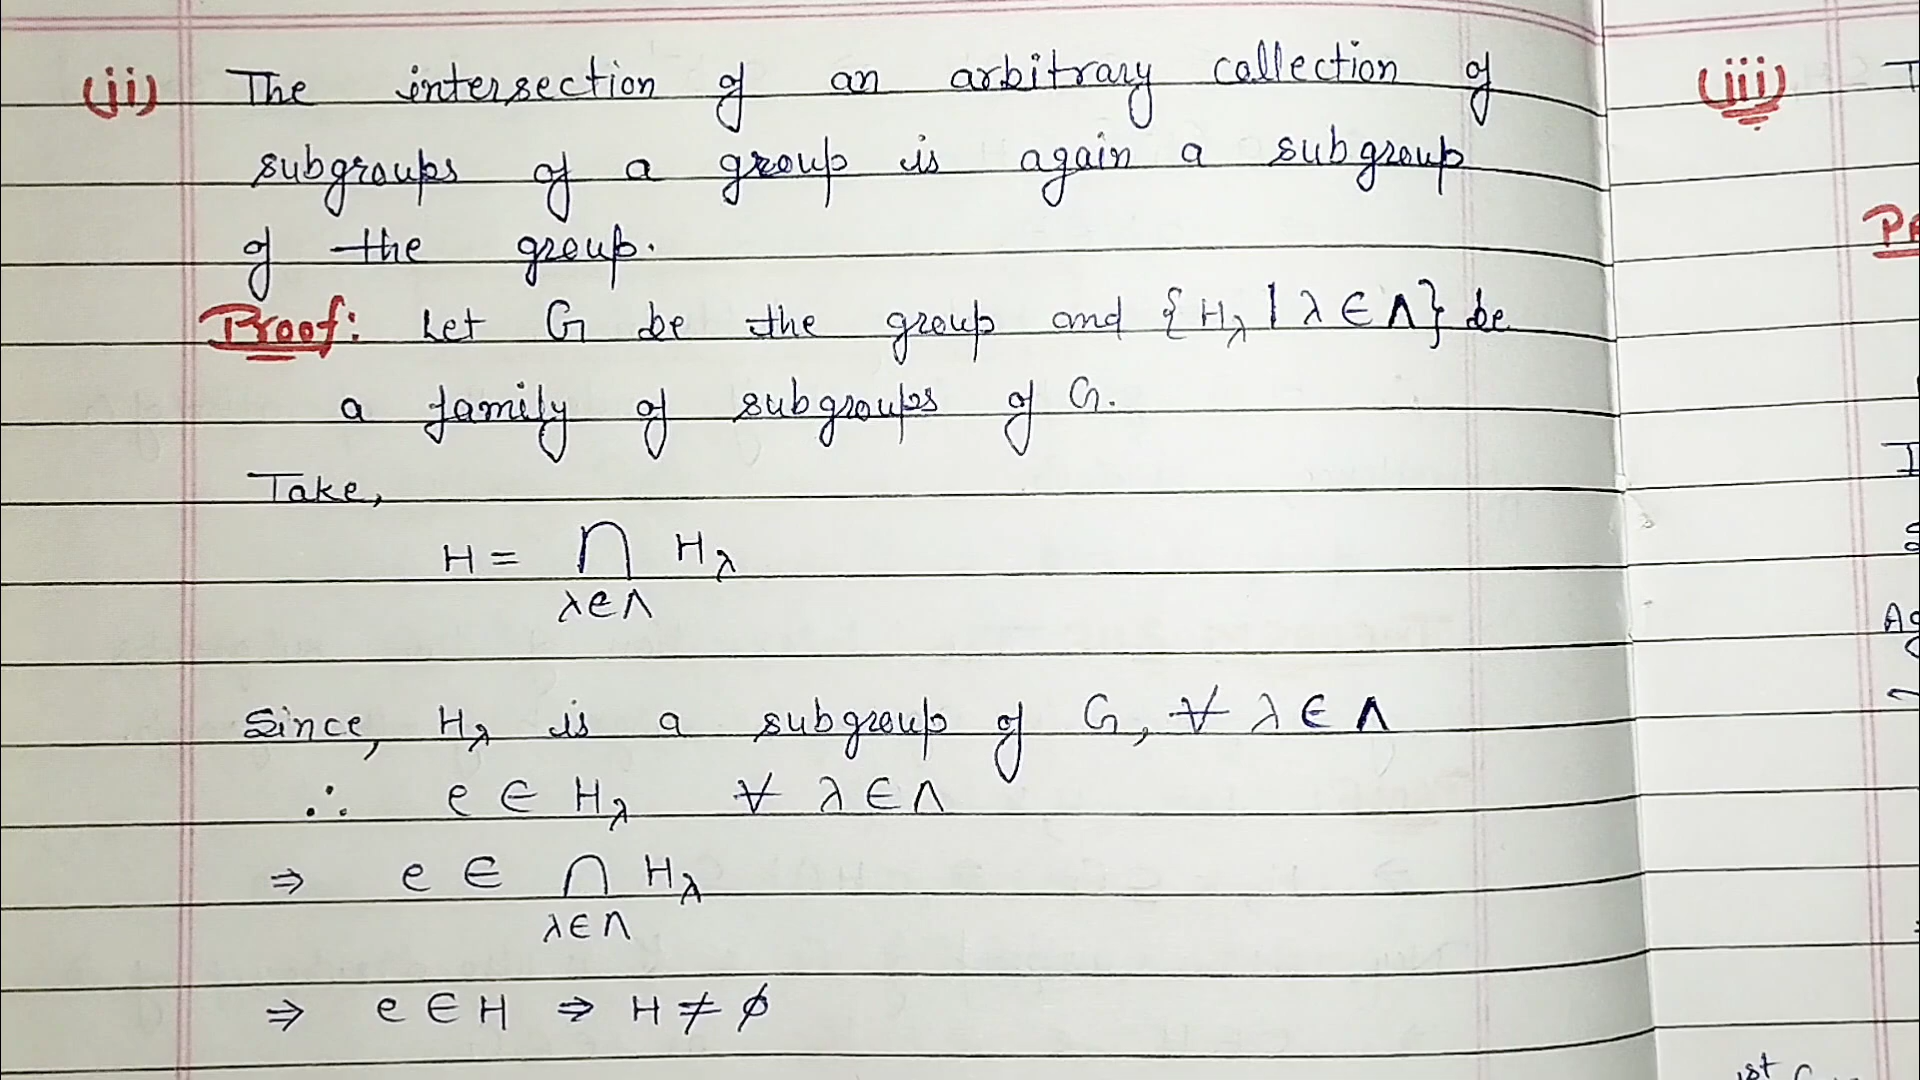 (ii) The intersection of an arbitrary collection of
subgroups of a group is again a subgroup
of the group.
Proof: Let G be the group and {Hλ | λ ∈ Λ} be
a family of subgroups of G.
Take,
H = ⋂ Hλ
λ∈Λ
Since, Hλ is a subgroup of G, ∀ λ ∈ Λ
∴ e ∈ Hλ ∀ λ ∈ Λ
⇒ e ∈ ⋂ Hλ
λ∈Λ
⇒ e ∈ H ⇒ H ≠ ϕ
(iii)